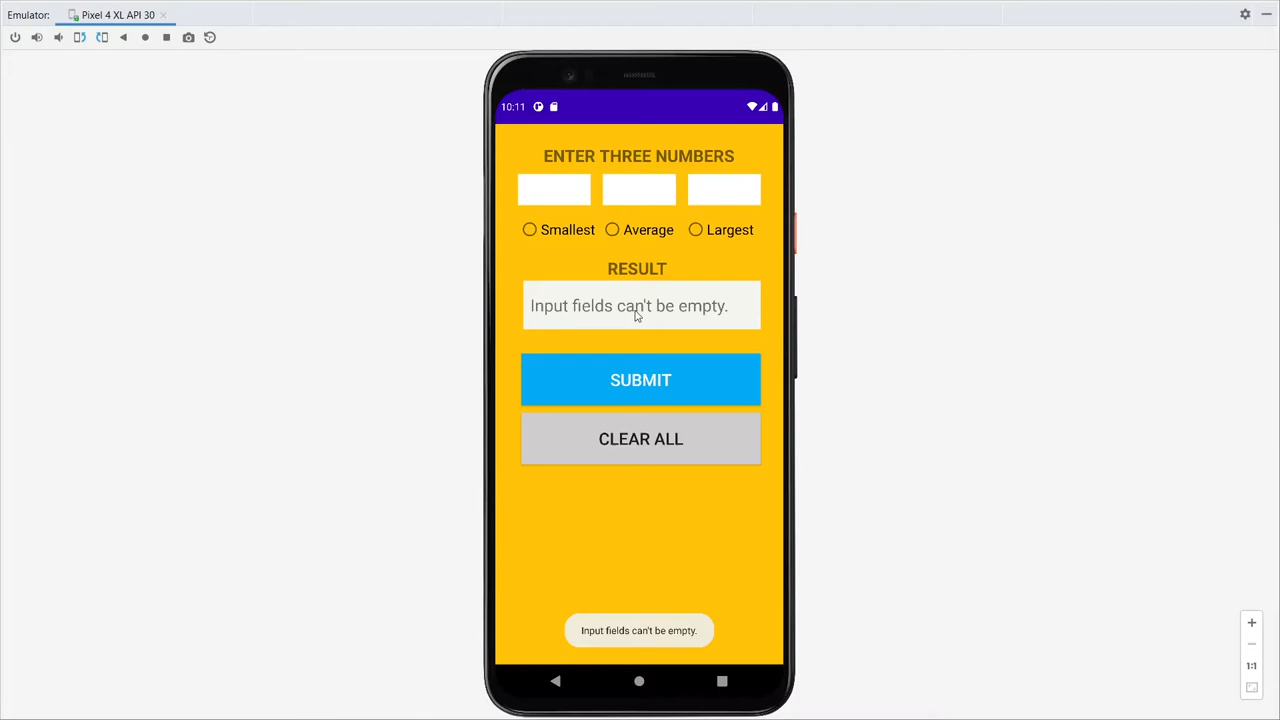 Emulator: Pixel 4 XL API 30
10:11
ENTER THREE NUMBERS
Smallest Average Largest
RESULT
Input fields can't be empty.
SUBMIT
CLEAR ALL
Input fields can't be empty.
1:1